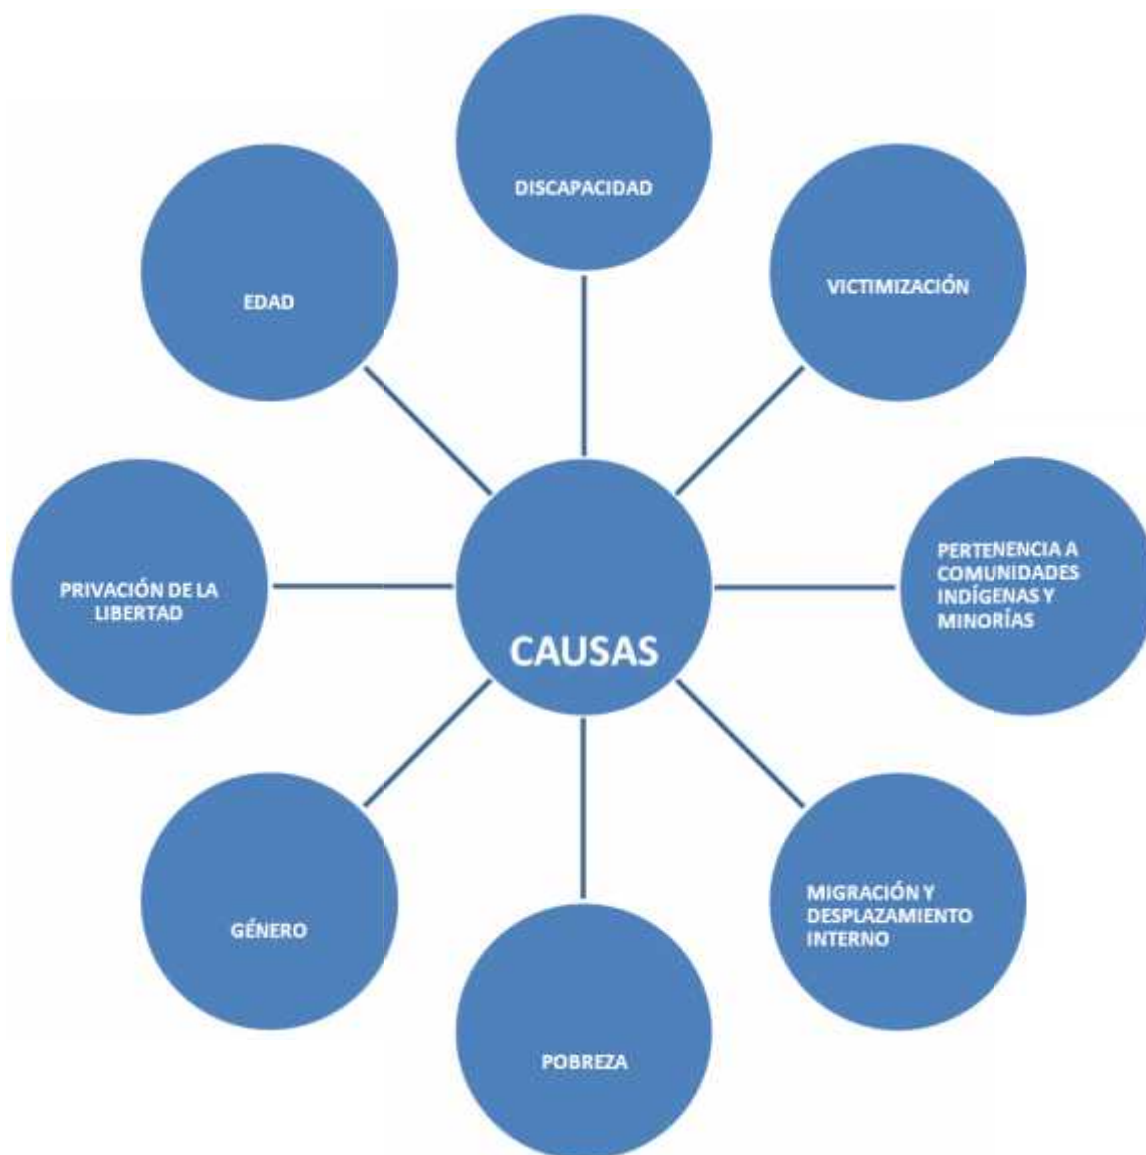 DISCAPACIDAD
VICTIMIZACIÓN
EDAD
PERTENENCIA A
COMUNIDADES
INDÍGENAS Y
MINORÍAS
PRIVACIÓN DE LA
LIBERTAD
CAUSAS
MIGRACIÓN Y
DESPLAZAMIENTO
INTERNO
GÉNERO
POBREZA